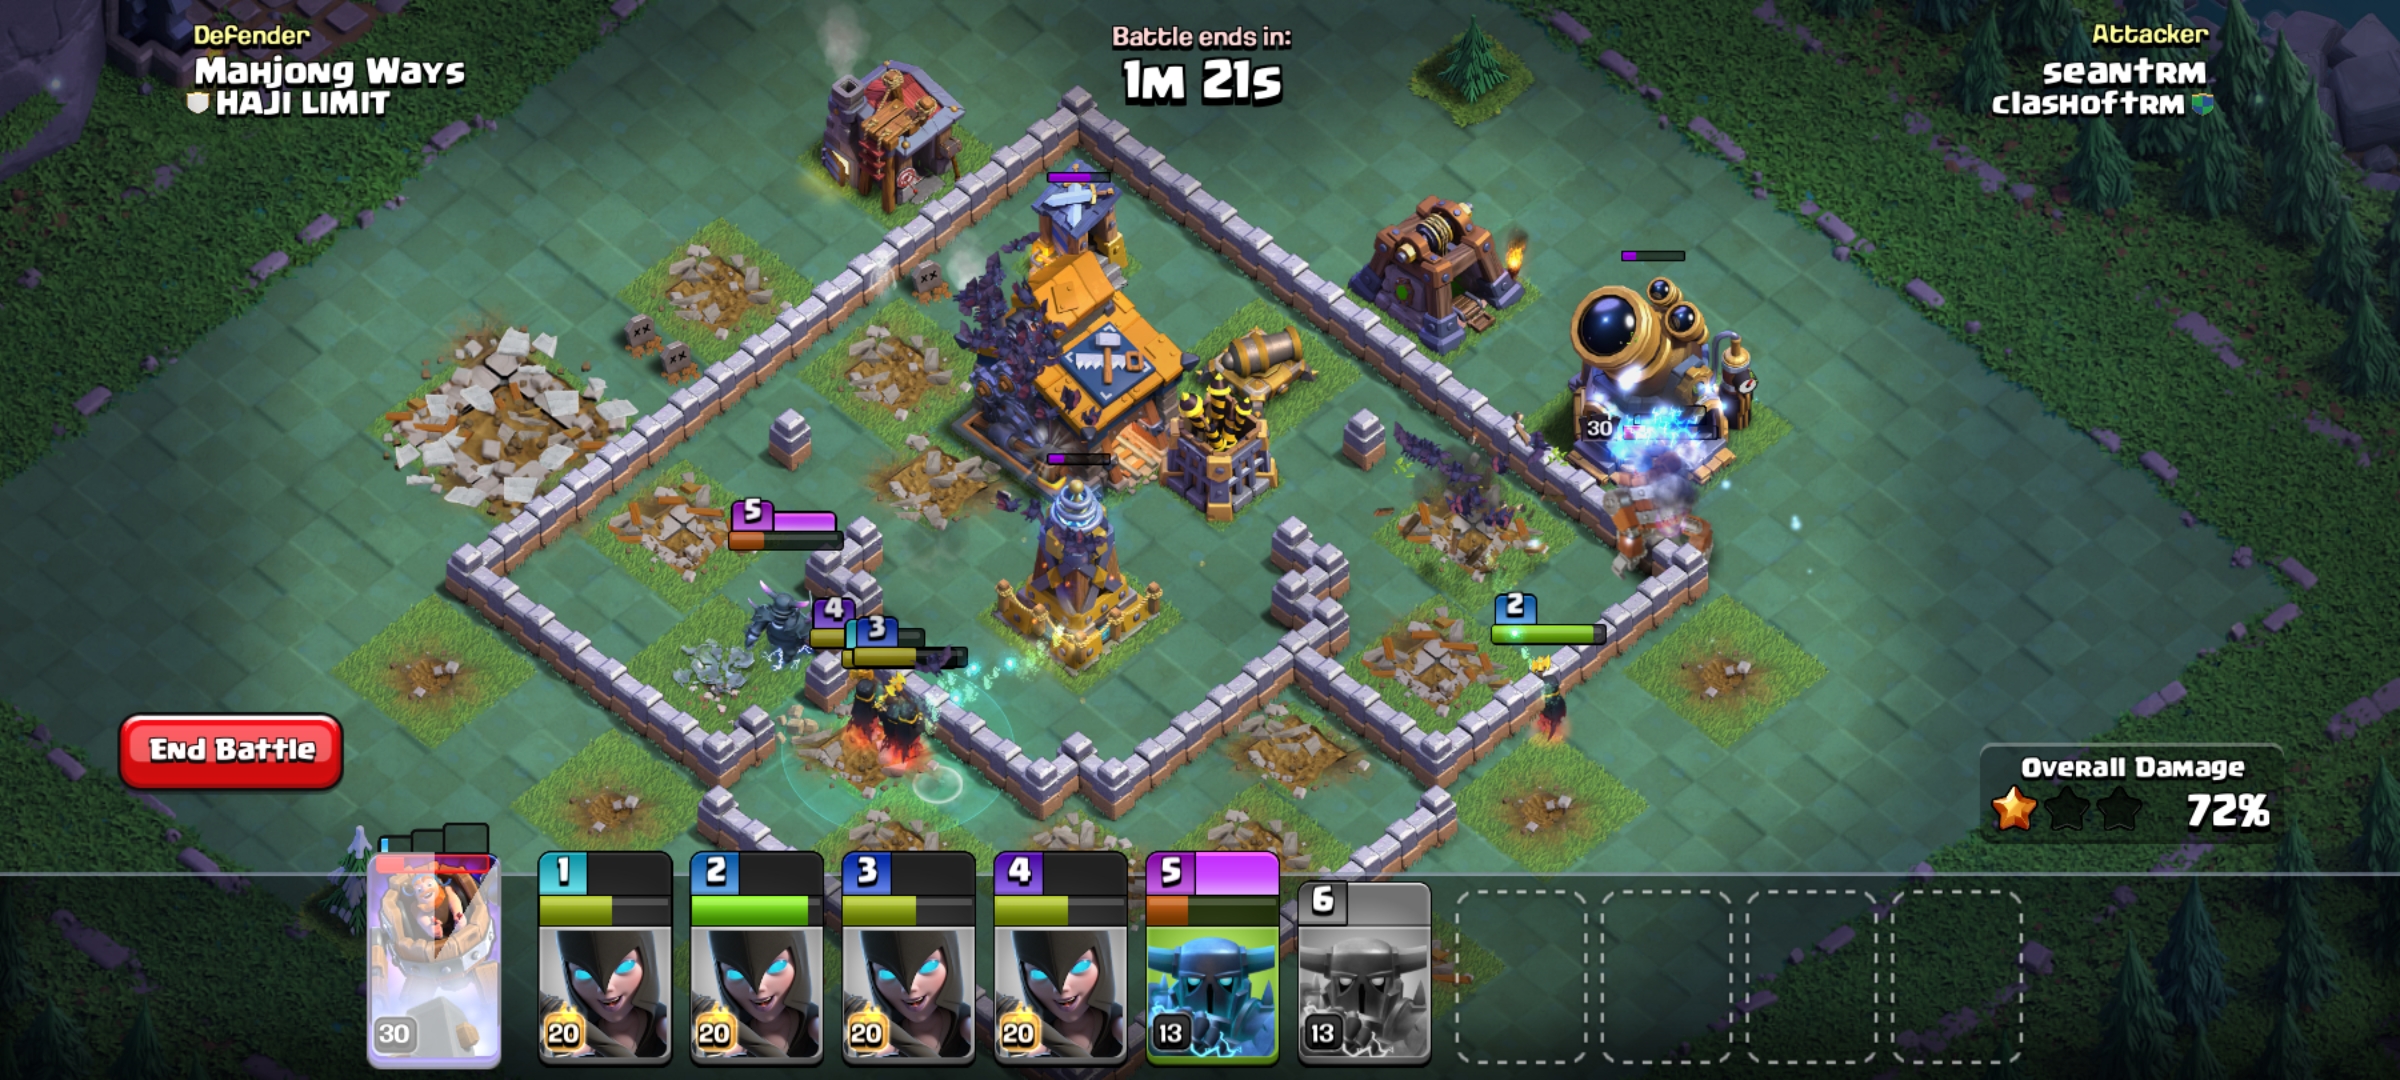 Defender
Mahjong Ways
HAJI LIMIT
Battle ends in:
1M 21s
Attacker
seantrm
clashoftrm
30
5
4
3
2
End Battle
Overall Damage
72%
1
2
3
4
5
6
30
20
20
20
20
13
13